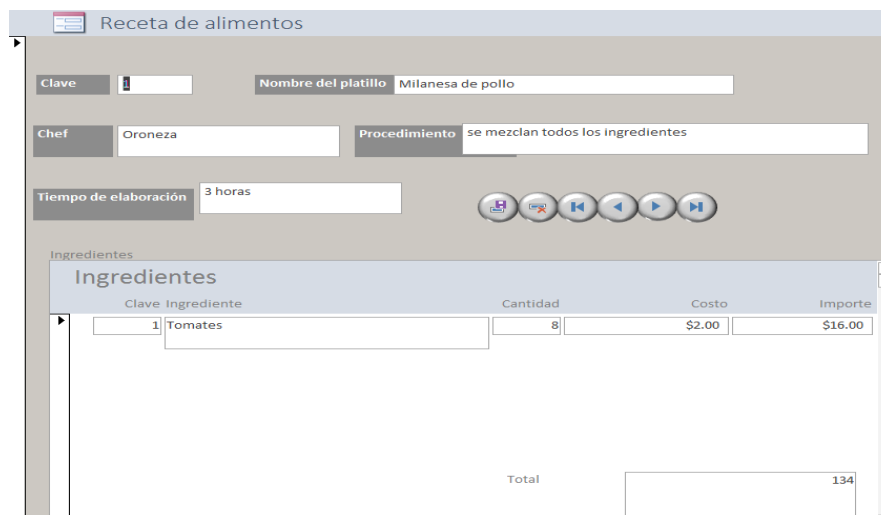 Receta de alimentos
Clave 1 Nombre del platillo Milanesa de pollo
Chef Oroneza Procedimiento se mezclan todos los ingredientes
Tiempo de elaboración 3 horas
Ingredientes
Ingredientes
Clave Ingrediente Cantidad Costo Importe
1 Tomates 8 $2.00 $16.00
Total 134